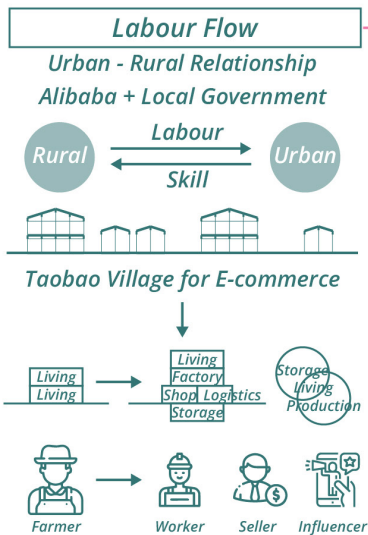 Labour Flow
Urban - Rural Relationship
Alibaba + Local Government
Labour
Rural
Urban
Skill
Taobao Village for E-commerce
Living
Living
Living
Factory
Shop Logistics
Storage
Storage
Living
Production
Farmer
Worker
Seller
Influencer